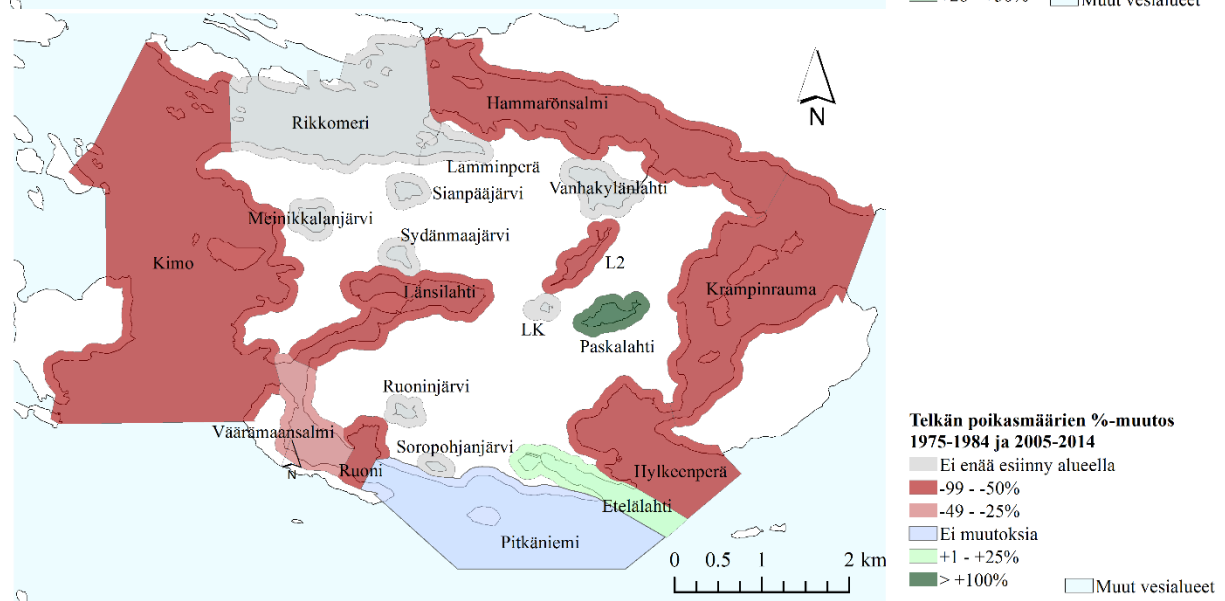 Muut vesialueet
N
Hammarönsalmi
Rikkomeri
Lamminperä
Vanhakylänlahti
Sianpääjärvi
Meinikkalanjärvi
Sydänmaajärvi
Kimo
L2
Länsilahti
Krampinrauma
LK
Paskalahti
Ruoninjärvi
Väärämaansalmi
Soropohjanjärvi
N
Ruoni
Hylkeenperä
Etelälahti
Pitkäniemi
0 0,5 1 2 km
Telkän poikasmäärien %-muutos
1975-1984 ja 2005-2014
Ei enää esiinny alueella
-99 - -50%
-49 - -25%
Ei muutoksia
+1 - +25%
> +100%
Muut vesialueet